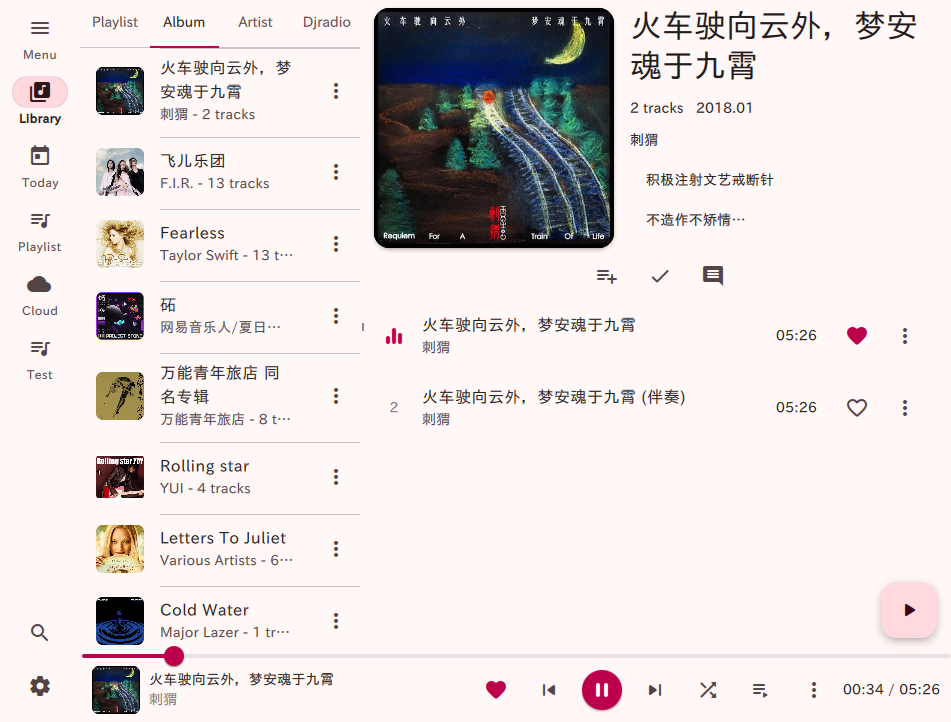 Menu
Library
Today
Playlist
Cloud
Test
Playlist
Album
Artist
Djradio
火车驶向云外，梦
安魂于九霄
刺猬 - 2 tracks
飞儿乐团
F.I.R. - 13 tracks
Fearless
Taylor Swift - 13 t···
砳
网易音乐人/夏日···
万能青年旅店 同
名专辑
万能青年旅店 - 8 t···
Rolling star
YUI - 4 tracks
Letters To Juliet
Various Artists - 6···
Cold Water
Major Lazer - 1 tr···
火车驶向云外 梦安魂于九霄
刺猬
HEDGEHOG
Requiem For A Train Of Life
火车驶向云外，梦安
魂于九霄
2 tracks 2018.01
刺猬
积极注射文艺戒断针
不造作不矫情···
火车驶向云外，梦安魂于九霄
刺猬
05:26
2
火车驶向云外，梦安魂于九霄 (伴奏)
刺猬
05:26
火车驶向云外，梦安魂于九霄
刺猬
00:34 / 05:26